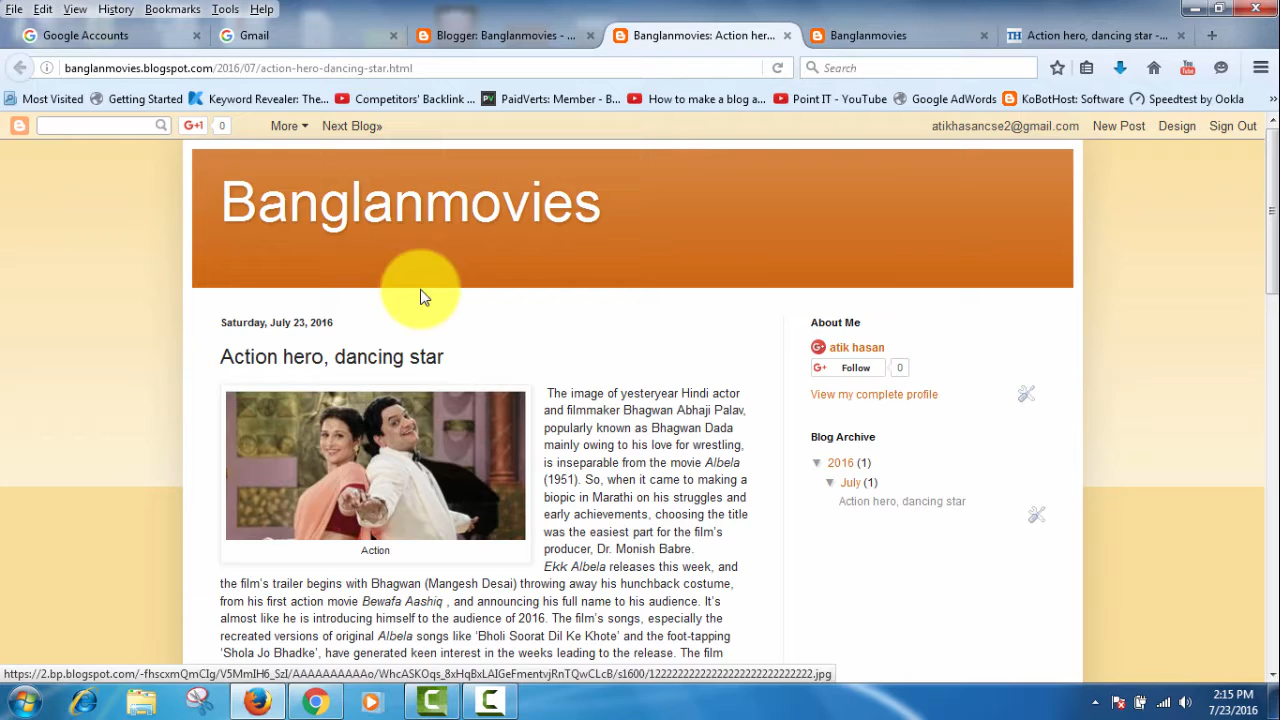 File Edit View History Bookmarks Tools Help
Google Accounts × Gmail × Blogger: Banglanmovies - ... × Banglanmovies: Action her... × Banglanmovies × Action hero, dancing star -... ×
banglanmovies.blogspot.com/2016/07/action-hero-dancing-star.html Search
Most Visited Getting Started Keyword Revealer: The... Competitors' Backlink ... PaidVerts: Member - B... How to make a blog a... Point IT - YouTube Google AdWords KoBotHost: Software Speedtest by Ookla »
G+1 0 More Next Blog» atikhasancse2@gmail.com New Post Design Sign Out
Banglanmovies
Saturday, July 23, 2016
Action hero, dancing star
Action
The image of yesteryear Hindi actor
and filmmaker Bhagwan Abhaji Palav,
popularly known as Bhagwan Dada
mainly owing to his love for wrestling,
is inseparable from the movie Albela
(1951). So, when it came to making a
biopic in Marathi on his struggles and
early achievements, choosing the title
was the easiest part for the film's
producer, Dr. Monish Babre.
Ekk Albela releases this week, and
the film's trailer begins with Bhagwan (Mangesh Desai) throwing away his hunchback costume,
from his first action movie Bewafa Aashiq , and announcing his full name to his audience. It's
almost like he is introducing himself to the audience of 2016. The film's songs, especially the
recreated versions of original Albela songs like 'Bholi Soorat Dil Ke Khote' and the foot-tapping
'Shola Jo Bhadke', have generated keen interest in the weeks leading to the release. The film
About Me
atik hasan
G+ Follow 0
View my complete profile
Blog Archive
▼ 2016 (1)
▼ July (1)
Action hero, dancing star
2:15 PM
7/23/2016